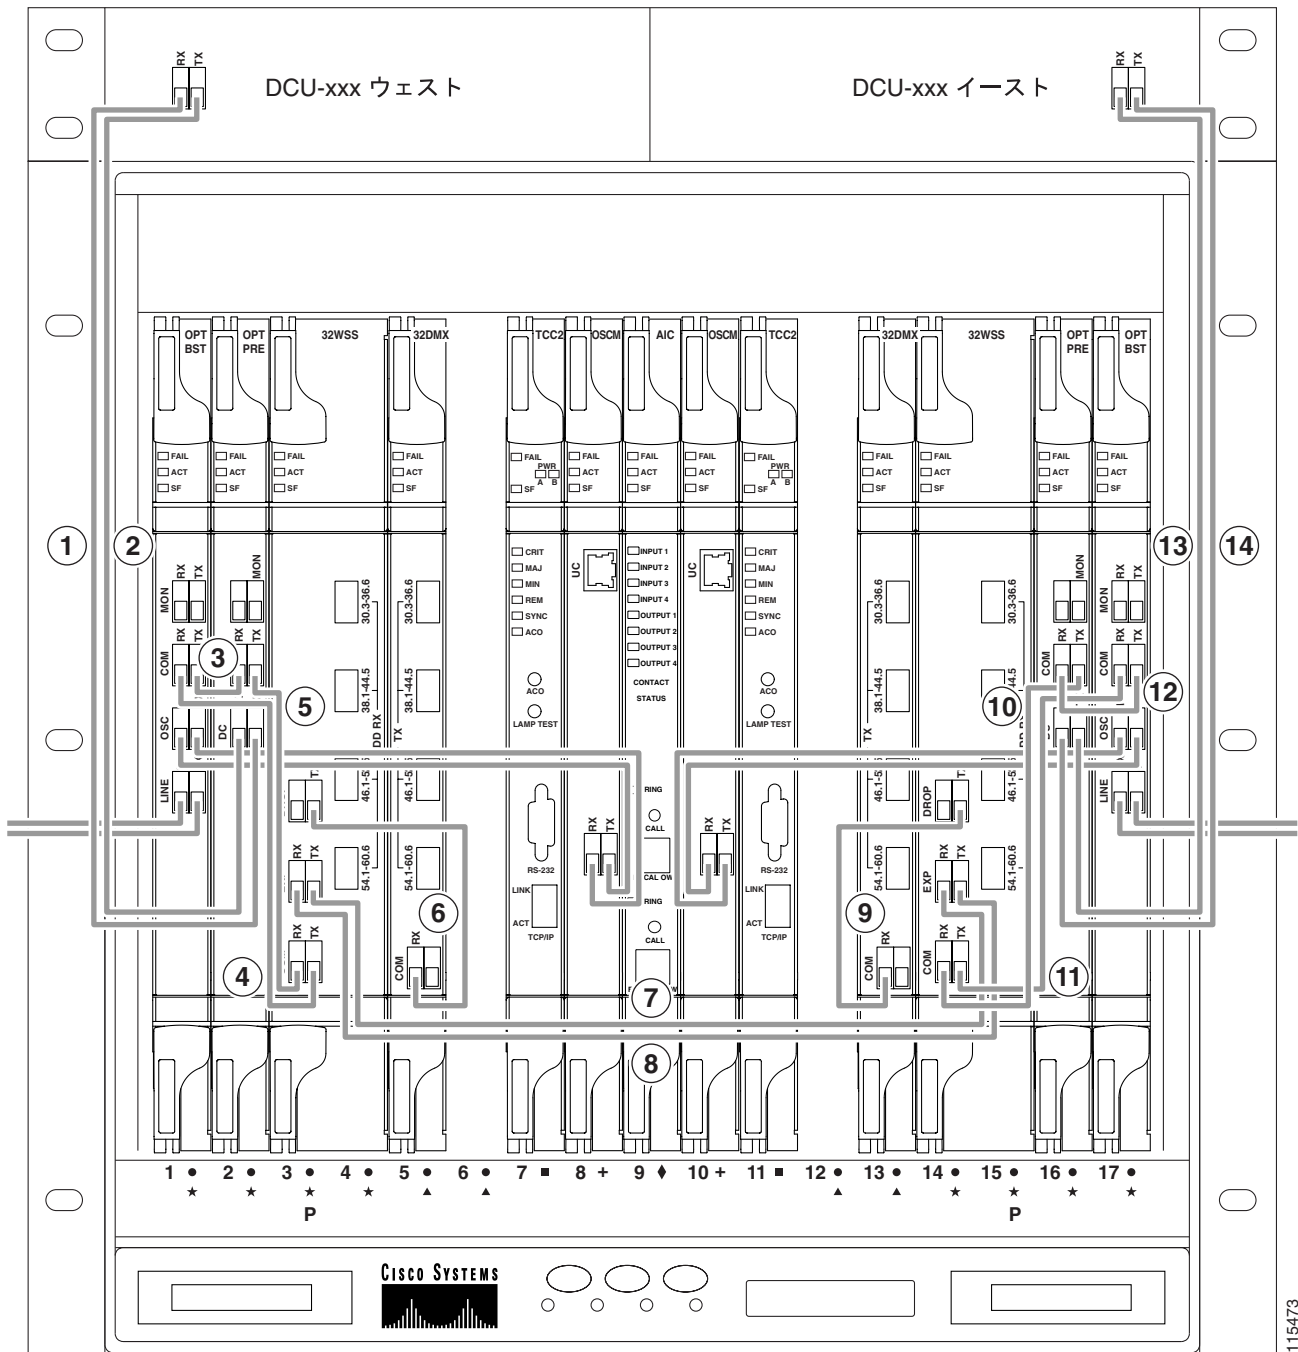 RX TX
DCU-xxx ウェスト
DCU-xxx イースト
RX TX
OPT BST
OPT PRE
32WSS
32DMX
TCC2
OSCM
AIC
OSCM
TCC2
32DMX
32WSS
OPT PRE
OPT BST
FAIL ACT SF
FAIL ACT SF
FAIL ACT SF
FAIL ACT SF
FAIL PWR A B SF
FAIL ACT SF
FAIL ACT SF
FAIL ACT SF
FAIL PWR A B SF
FAIL ACT SF
FAIL ACT SF
FAIL ACT SF
FAIL ACT SF
1
2
13
14
MON RX TX
COM RX TX
OSC
LINE
MON
RX TX
DC
3
5
4
30.3-36.6
38.1-44.5
46.1-5
54.1-60.6
DD RX
RX TX
RX TX
30.3-36.6
38.1-44.5
46.1-5
54.1-60.6
TX
6
COM RX
CRIT
MAJ
MIN
REM
SYNC
ACO
ACO
LAMP TEST
RS-232
LINK
ACT
TCP/IP
UC
RX TX
INPUT 1
INPUT 2
INPUT 3
INPUT 4
OUTPUT 1
OUTPUT 2
OUTPUT 3
OUTPUT 4
CONTACT
STATUS
RING
CALL
CAL OW
RING
CALL
7
8
UC
RX TX
CRIT
MAJ
MIN
REM
SYNC
ACO
ACO
LAMP TEST
RS-232
LINK
ACT
TCP/IP
30.3-36.6
38.1-44.5
46.1-5
54.1-60.6
TX
9
COM RX
30.3-36.6
38.1-44.5
46.1-5
54.1-60.6
DROP
EXP RX TX
COM RX TX
10
11
MON
COM RX TX
MON RX TX
COM RX TX
OSC
LINE
12
1 ● ★
2 ● ★
3 ● ★ P
4 ● ★
5 ● ▲
6 ● ▲
7 ■
8 +
9 ♦
10 +
11 ■
12 ● ▲
13 ● ▲
14 ● ★
15 ● ★ P
16 ● ★
17 ● ★
CISCO SYSTEMS
115473